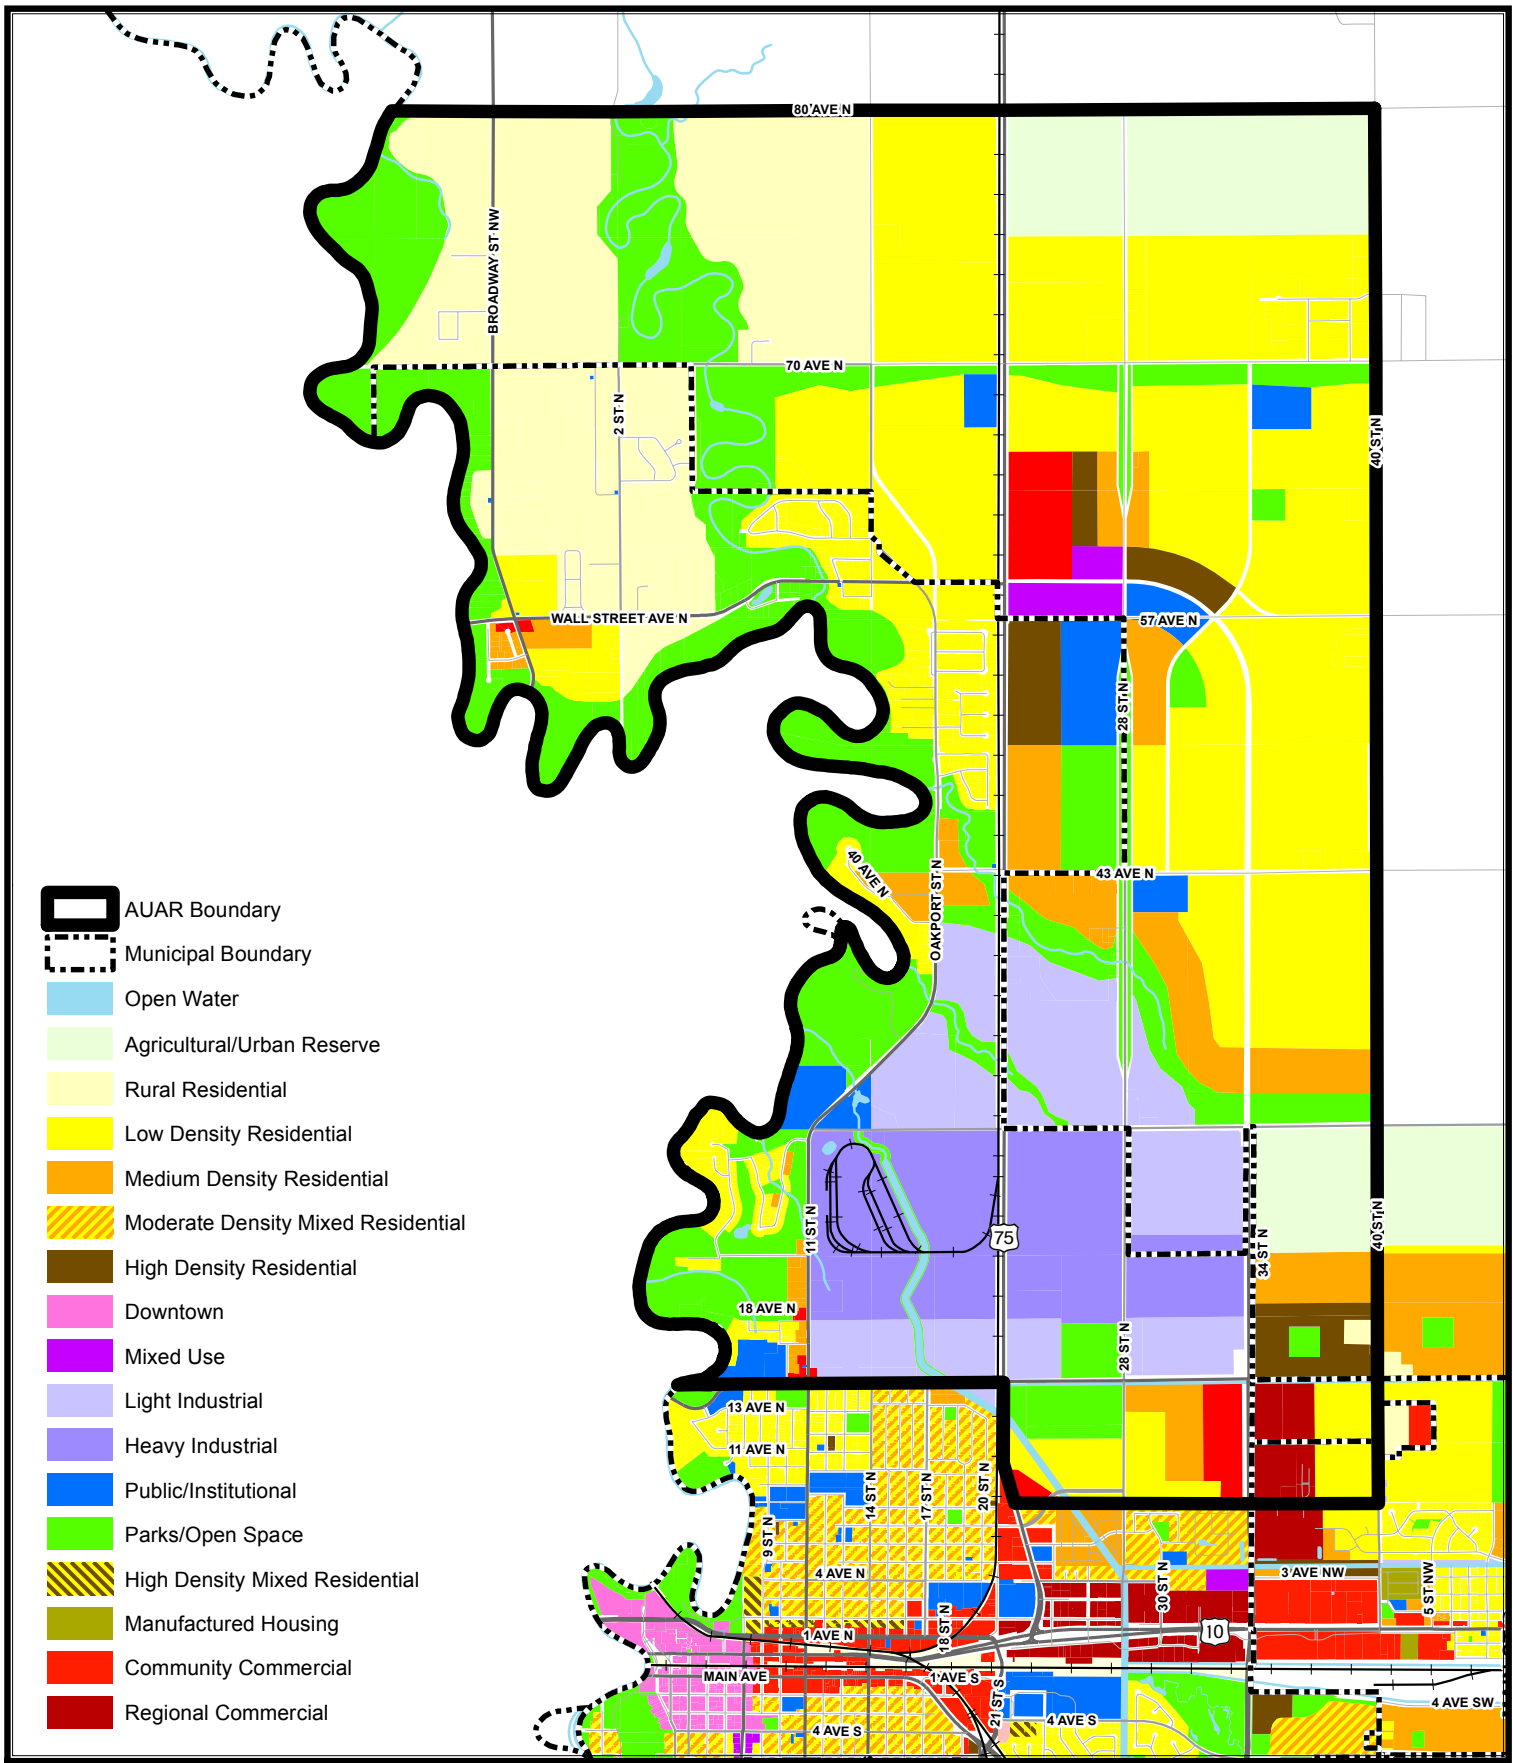 80 AVE N
BROADWAY ST NW
70 AVE N
2 ST N
40 ST N
WALL STREET AVE N
57 AVE N
28 ST N
40 AVE N
OAKPORT ST N
43 AVE N
AUAR Boundary
Municipal Boundary
Open Water
Agricultural/Urban Reserve
Rural Residential
Low Density Residential
Medium Density Residential
Moderate Density Mixed Residential
High Density Residential
Downtown
Mixed Use
Light Industrial
Heavy Industrial
Public/Institutional
Parks/Open Space
High Density Mixed Residential
Manufactured Housing
Community Commercial
Regional Commercial
11 ST N
75
34 ST N
40 ST N
18 AVE N
28 ST N
13 AVE N
11 AVE N
14 ST N
17 ST N
20 ST N
9 ST N
4 AVE N
3 AVE NW
30 ST N
5 ST NW
18 ST N
1 AVE N
10
MAIN AVE
1 AVE S
21 ST S
4 AVE S
4 AVE S
4 AVE SW